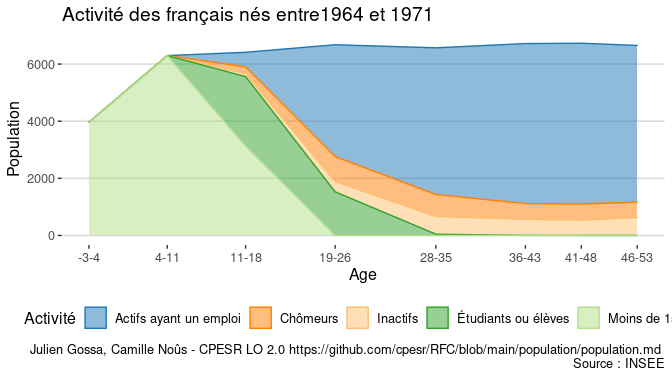 Activité des français nés entre1964 et 1971
Population
6000
4000
2000
0
-3-4
4-11
11-18
19-26
28-35
36-43
41-48
46-53
Age
Activité
Actifs ayant un emploi
Chômeurs
Inactifs
Étudiants ou élèves
Moins de 1
Julien Gossa, Camille Noûs - CPESR LO 2.0 https://github.com/cpesr/RFC/blob/main/population/population.md
Source : INSEE